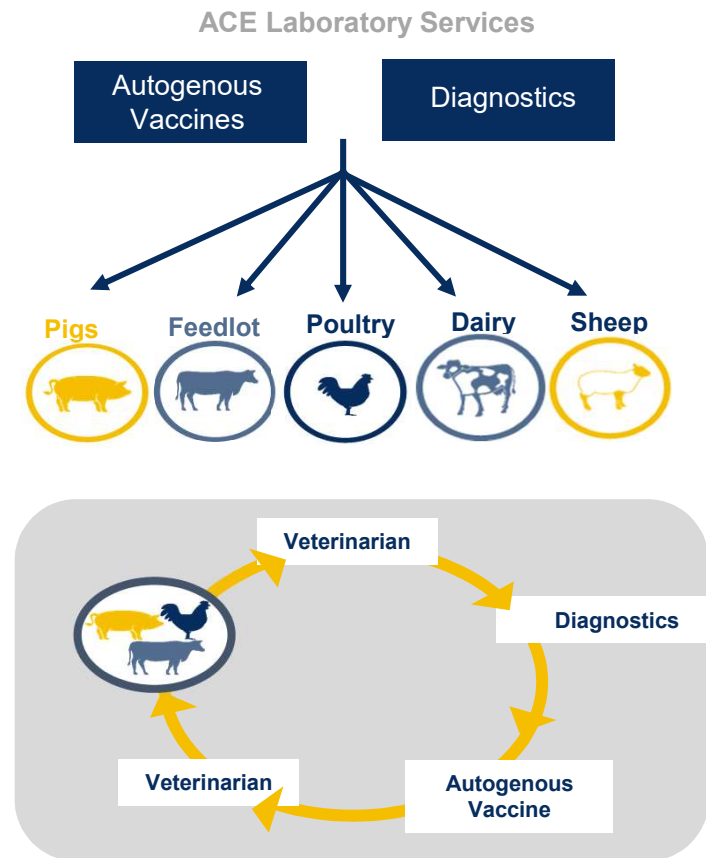 ACE Laboratory Services
Autogenous
Vaccines
Diagnostics
Pigs
Feedlot
Poultry
Dairy
Sheep
Veterinarian
Diagnostics
Veterinarian
Autogenous
Vaccine